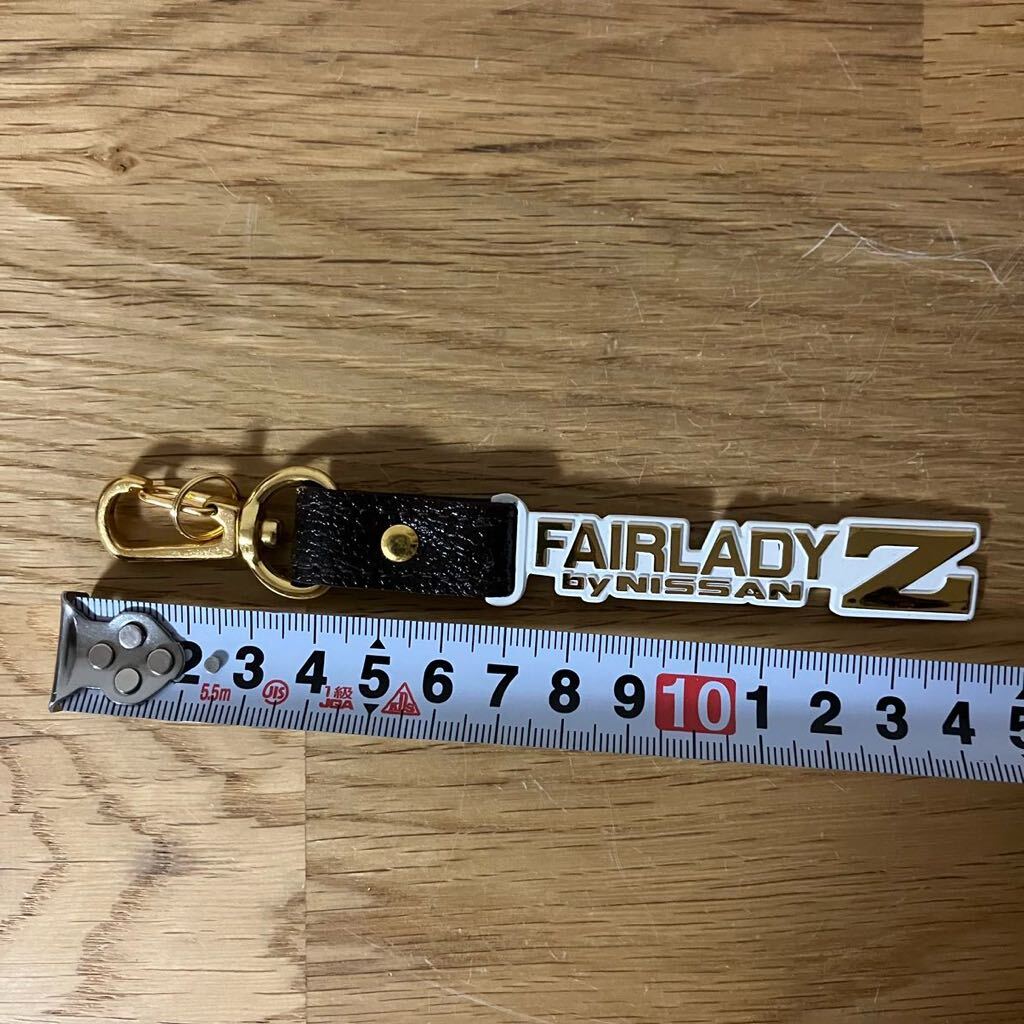 FAIRLADY Z
by NISSAN
2 3 4 5 6 7 8 9 10 1 2 3 4 5
5.5m JIS 1級
JQA